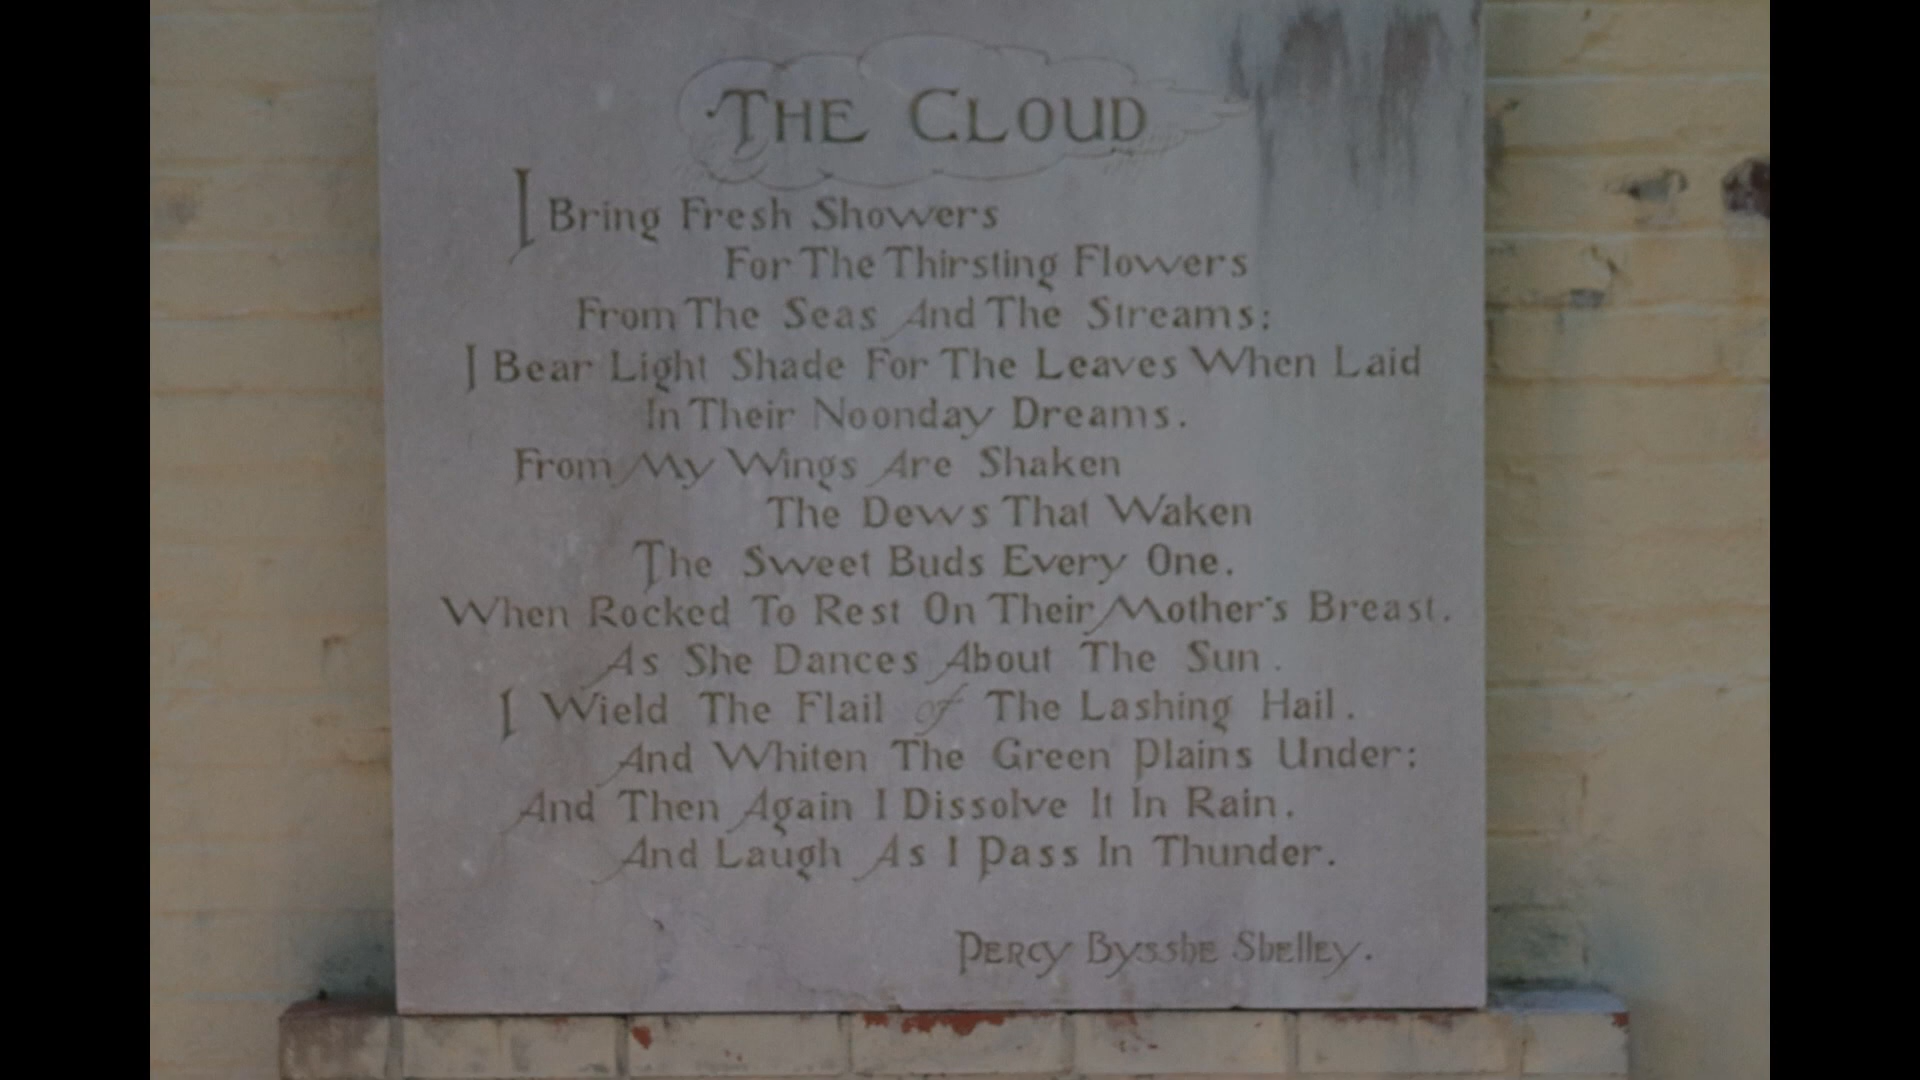 THE CLOUD
I Bring Fresh Showers
For The Thirsting Flowers
From The Seas And The Streams:
I Bear Light Shade For The Leaves When Laid
In Their Noonday Dreams.
From My Wings Are Shaken
The Dews That Waken
The Sweet Buds Every One.
When Rocked To Rest On Their Mother's Breast.
As She Dances About The Sun.
I Wield The Flail of The Lashing Hail.
And Whiten The Green Plains Under:
And Then Again I Dissolve It In Rain.
And Laugh As I Pass In Thunder.
Percy Bysshe Shelley.